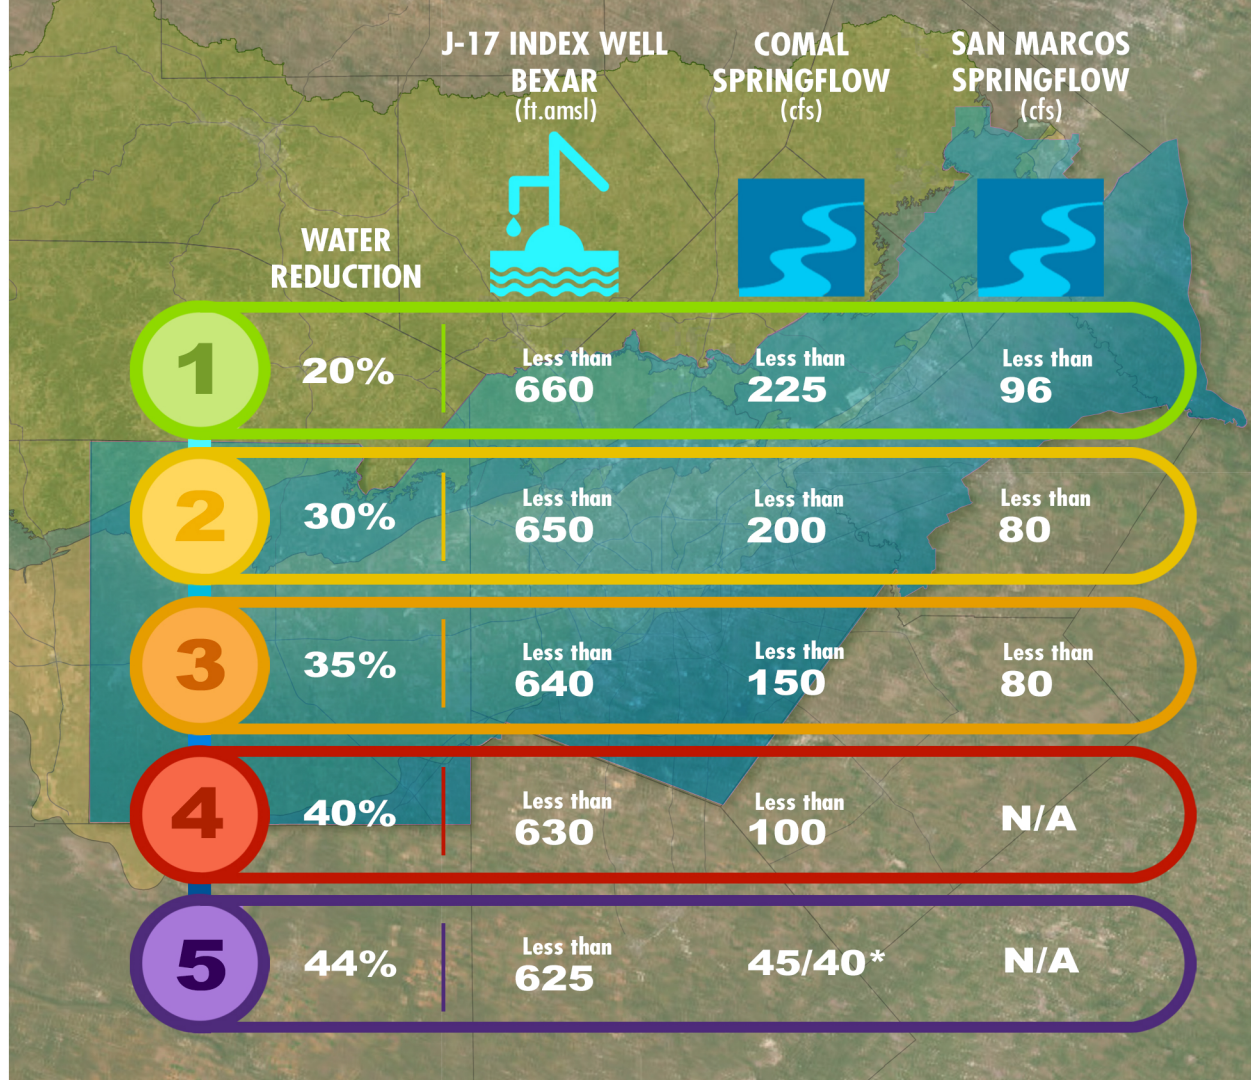 J-17 INDEX WELL
BEXAR
(ft.amsl)
COMAL
SPRINGFLOW
(cfs)
SAN MARCOS
SPRINGFLOW
(cfs)
WATER
REDUCTION
1
20%
Less than
660
Less than
225
Less than
96
2
30%
Less than
650
Less than
200
Less than
80
3
35%
Less than
640
Less than
150
Less than
80
4
40%
Less than
630
Less than
100
N/A
5
44%
Less than
625
45/40*
N/A